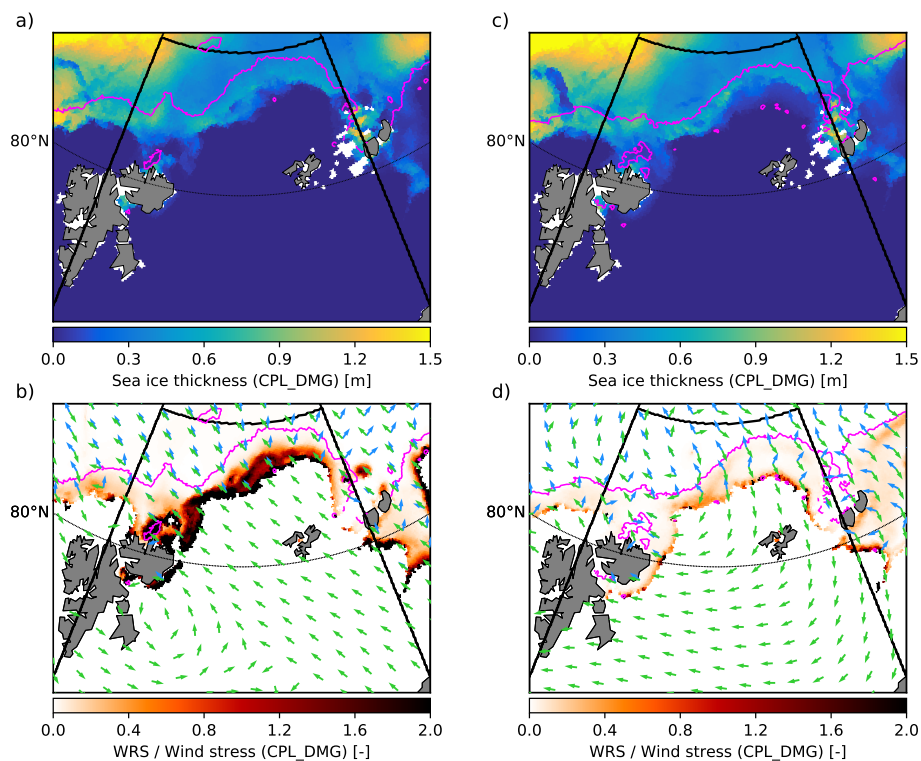 a)
c)
80°N
80°N
0.0 0.3 0.6 0.9 1.2 1.5
Sea ice thickness (CPL_DMG) [m]
0.0 0.3 0.6 0.9 1.2 1.5
Sea ice thickness (CPL_DMG) [m]
b)
d)
80°N
80°N
0.0 0.4 0.8 1.2 1.6 2.0
WRS / Wind stress (CPL_DMG) [-]
0.0 0.4 0.8 1.2 1.6 2.0
WRS / Wind stress (CPL_DMG) [-]